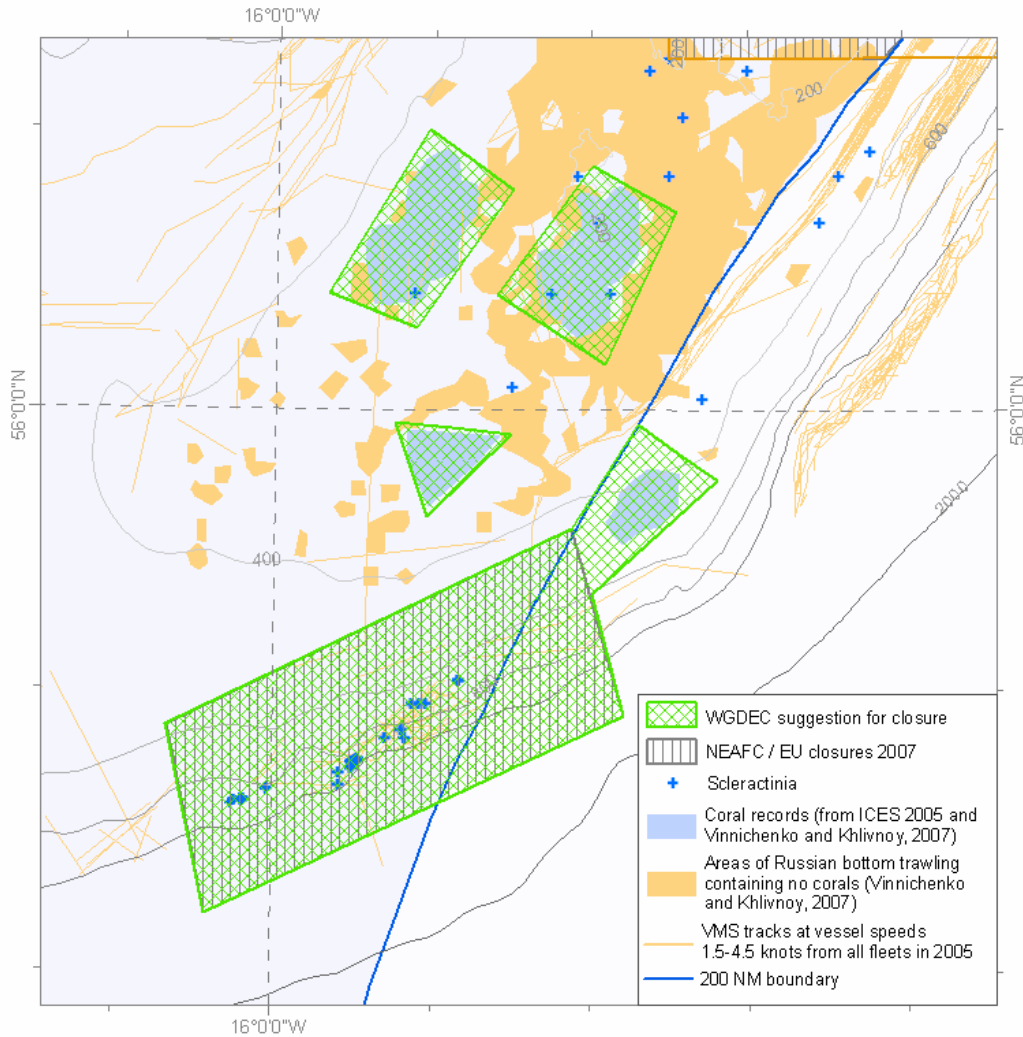 16°0'0"W
200
200
600
500
56°0'0"N
56°0'0"N
2000
400
WGDEC suggestion for closure
NEAFC / EU closures 2007
Scleractinia
Coral records (from ICES 2005 and
Vinnichenko and Khlivnoy, 2007)
Areas of Russian bottom trawling
containing no corals (Vinnichenko
and Khlivnoy, 2007)
VMS tracks at vessel speeds
1.5-4.5 knots from all fleets in 2005
200 NM boundary
16°0'0"W